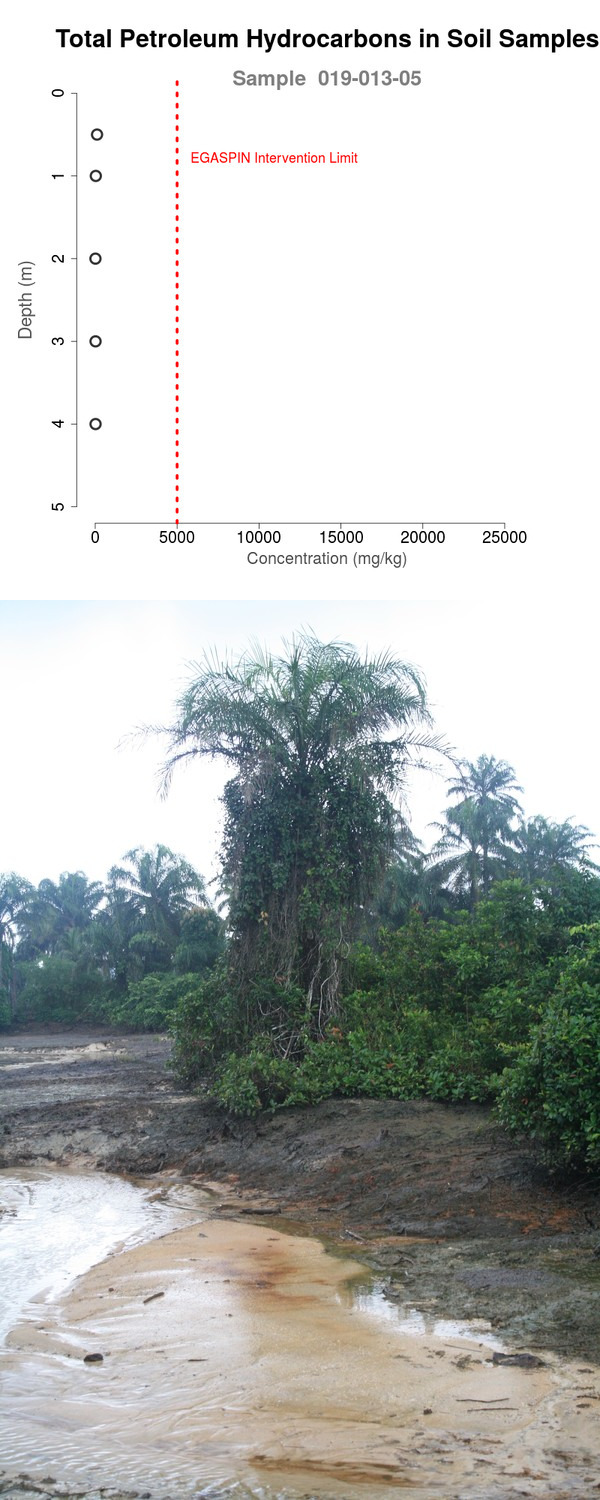 Total Petroleum Hydrocarbons in Soil Samples
Sample  019-013-05
EGASPIN Intervention Limit
Depth (m)
0
1
2
3
4
5
0 5000 10000 15000 20000 25000
Concentration (mg/kg)